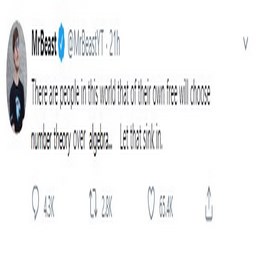 MrBeast @MrBeastYT · 21h
There are people in this world that of their own free will choose
number theory over algebra... Let that sink in.
4.3K 2.8K 65.4K